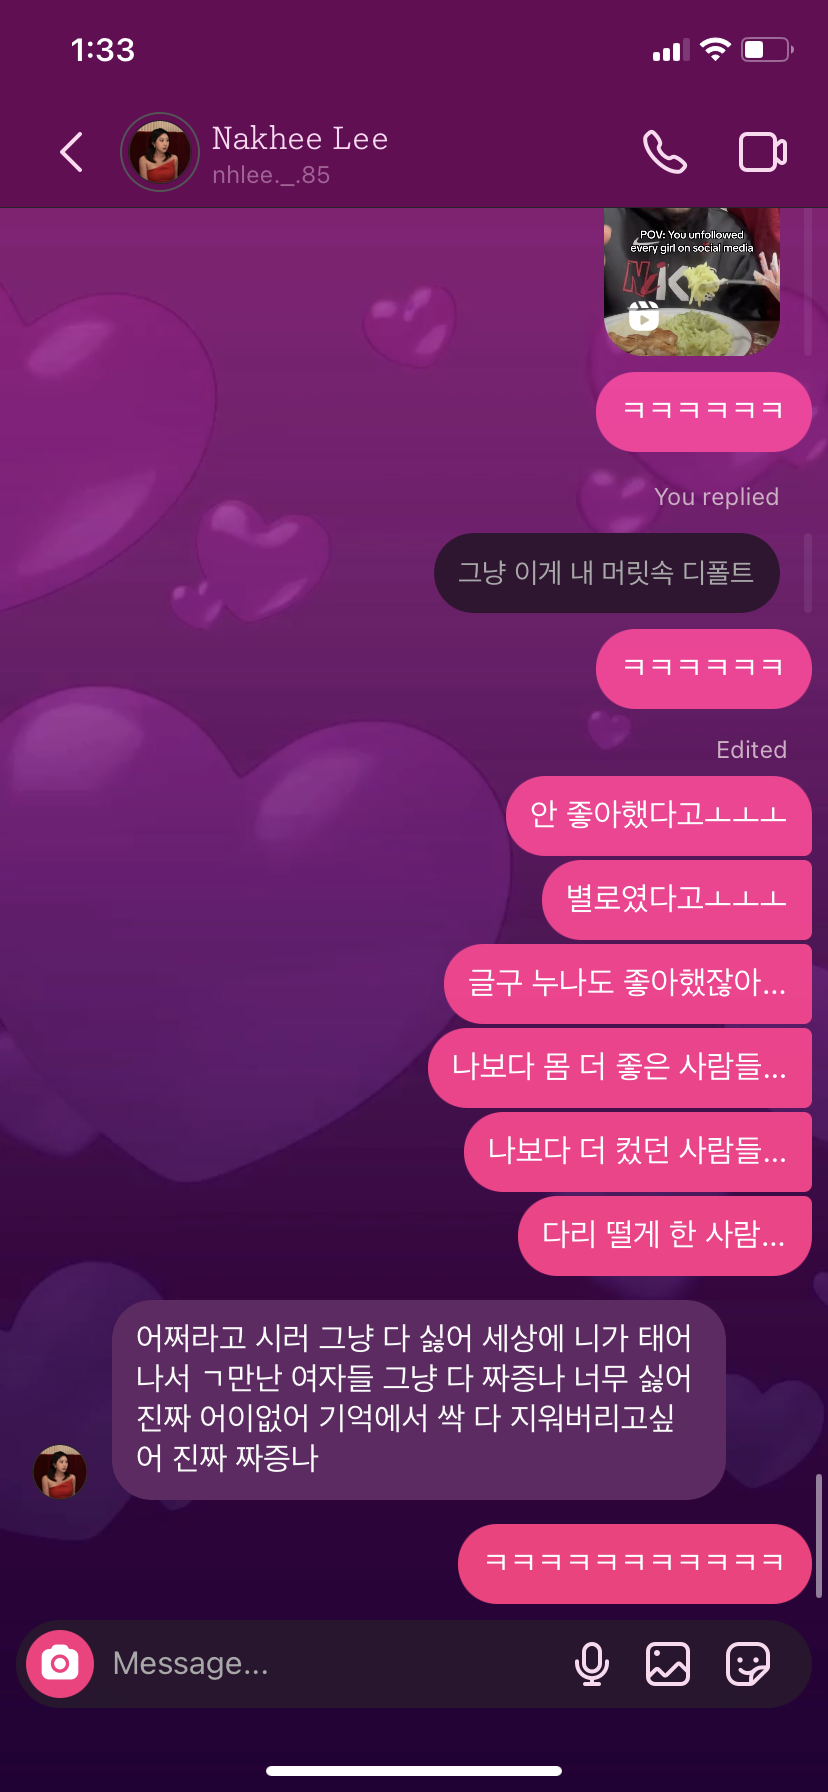 1:33
Nakhee Lee
nhlee._.85
POV: You unfollowed
every girl on social media
ㅋㅋㅋㅋㅋㅋ
You replied
그냥 이게 내 머릿속 디폴트
ㅋㅋㅋㅋㅋㅋ
Edited
안 좋아했다고ㅗㅗㅗ
별로였다고ㅗㅗㅗ
글구 누나도 좋아했잖아...
나보다 몸 더 좋은 사람들...
나보다 더 컸던 사람들...
다리 떨게 한 사람...
어쩌라고 시러 그냥 다 싫어 세상에 니가 태어
나서 ㄱ만난 여자들 그냥 다 짜증나 너무 싫어
진짜 어이없어 기억에서 싹 다 지워버리고싶
어 진짜 짜증나
ㅋㅋㅋㅋㅋㅋㅋㅋㅋㅋㅋ
Message...